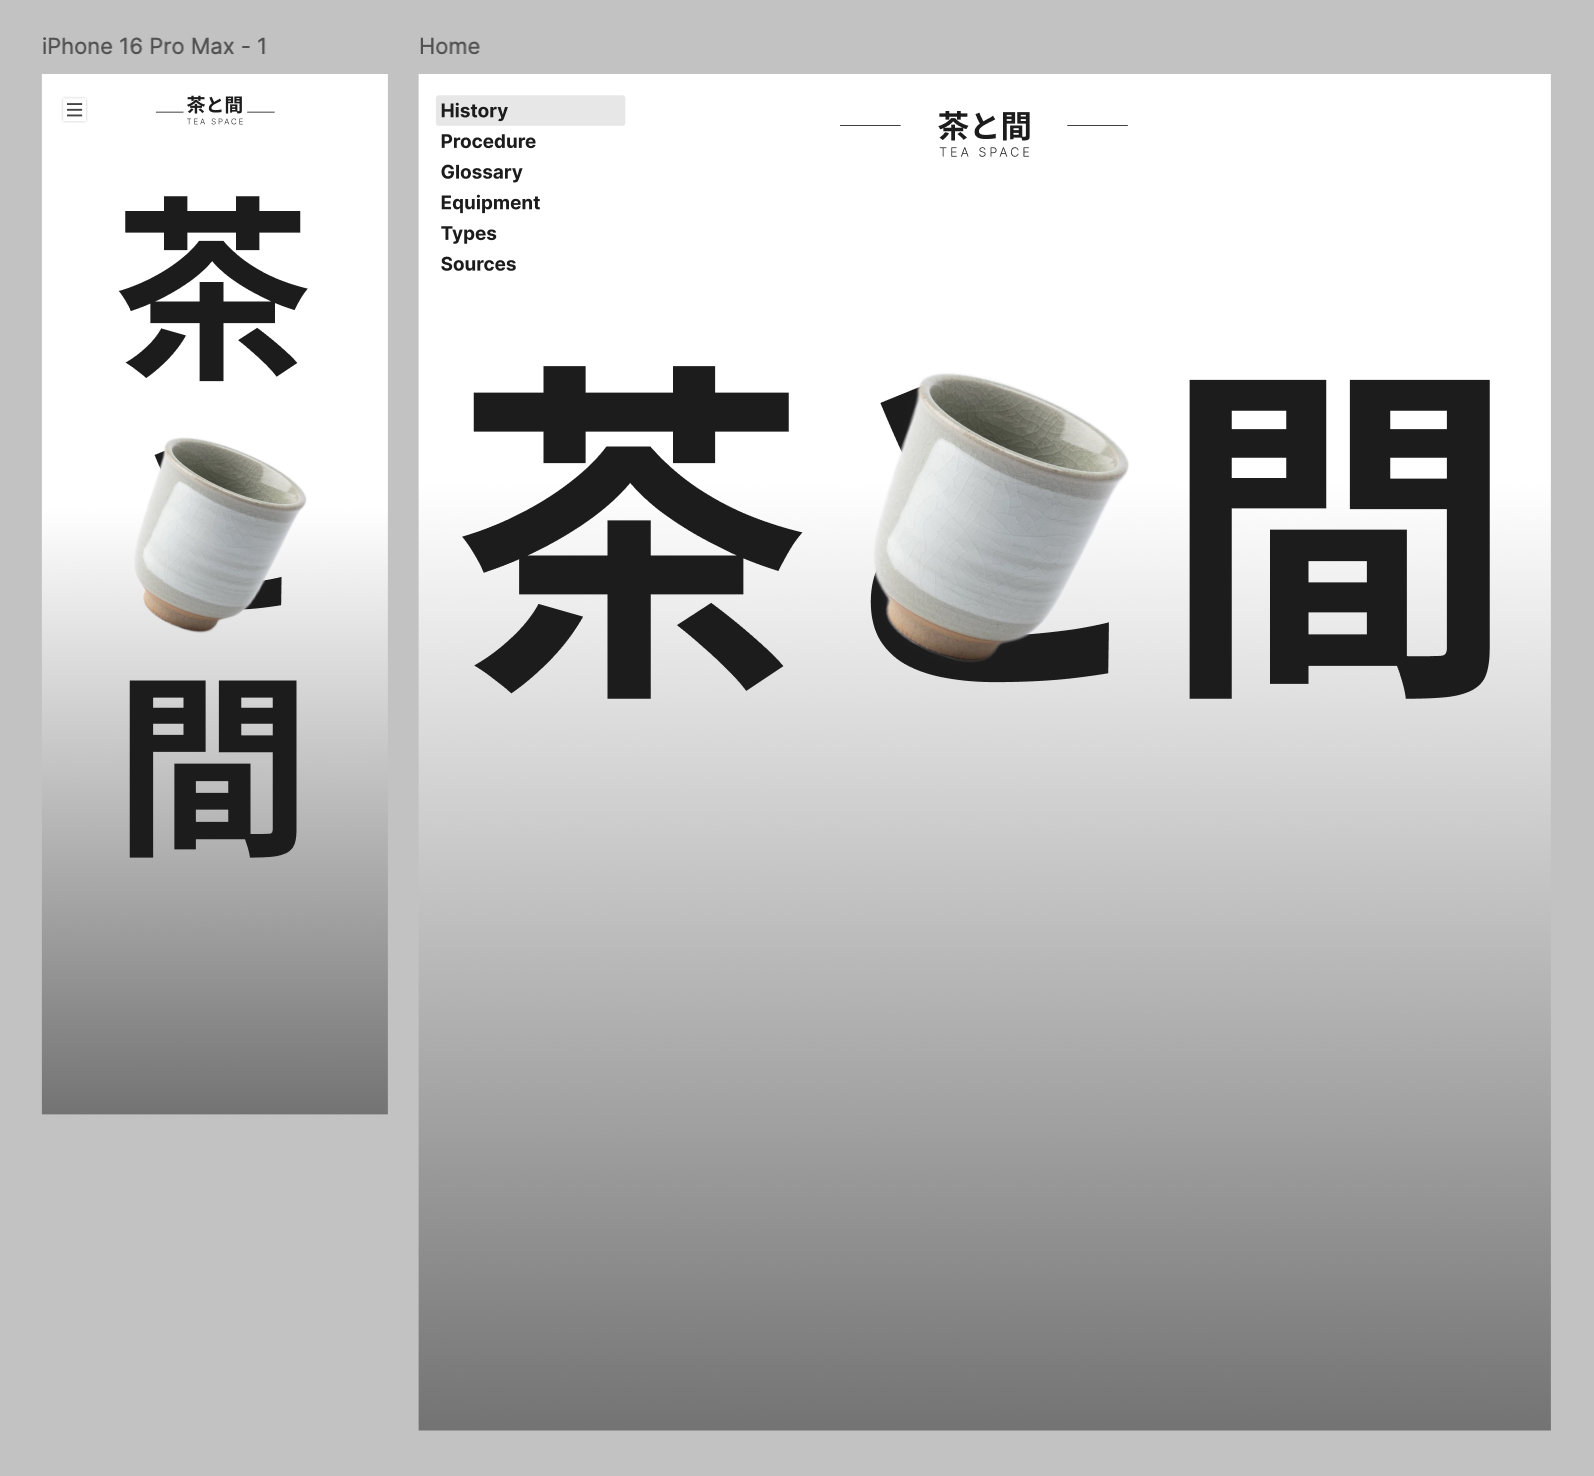 iPhone 16 Pro Max - 1
茶と間
TEA SPACE
茶
と
間
Home
History
Procedure
Glossary
Equipment
Types
Sources
茶と間
TEA SPACE
茶と間